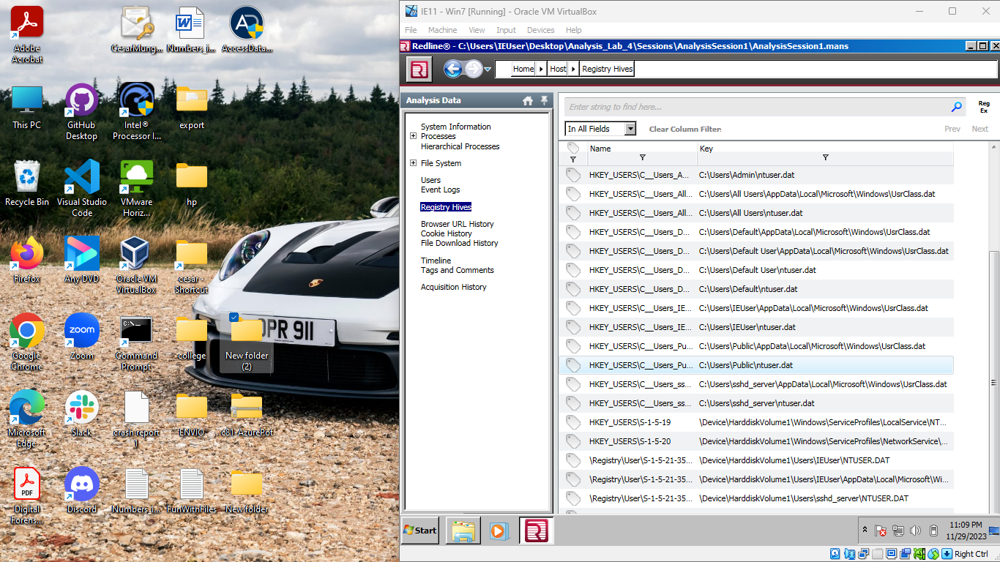 Adobe
Acrobat
CesarMung...
Numbers_i...
AccessData...
This PC
GitHub
Desktop
Intel®
Processor I...
export
Recycle Bin
Visual Studio
Code
VMware
Horiz...
hp
Firefox
Any DVD
Oracle VM
VirtualBox
cesar -
Shortcut
Google
Chrome
zoom
Zoom
C:\_
Command
Prompt
college
New folder
(2)
OPR 911
Microsoft
Edge
Slack
crash report
1
ENVIO
c81-AzurePot
PDF
Digital
Forens...
Discord
Numbers_i...
FunWithFiles
New folder
IE11 - Win7 [Running] - Oracle VM VirtualBox
File Machine View Input Devices Help
Redline® - C:\Users\IEUser\Desktop\Analysis_Lab_4\Sessions\AnalysisSession1\AnalysisSession1.mans
Home Host Registry Hives
Analysis Data
System Information
Processes
Hierarchical Processes
File System
Users
Event Logs
Registry Hives
Browser URL History
Cookie History
File Download History
Timeline
Tags and Comments
Acquisition History
Enter string to find here...
Reg
Ex
In All Fields Clear Column Filters Prev Next
Name Key
HKEY_USERS\C__Users_A... C:\Users\Admin\ntuser.dat
HKEY_USERS\C__Users_All... C:\Users\All Users\AppData\Local\Microsoft\Windows\UsrClass.dat
HKEY_USERS\C__Users_All... C:\Users\All Users\ntuser.dat
HKEY_USERS\C__Users_D... C:\Users\Default\AppData\Local\Microsoft\Windows\UsrClass.dat
HKEY_USERS\C__Users_D... C:\Users\Default User\AppData\Local\Microsoft\Windows\UsrClass.dat
HKEY_USERS\C__Users_D... C:\Users\Default User\ntuser.dat
HKEY_USERS\C__Users_D... C:\Users\Default\ntuser.dat
HKEY_USERS\C__Users_IE... C:\Users\IEUser\AppData\Local\Microsoft\Windows\UsrClass.dat
HKEY_USERS\C__Users_IE... C:\Users\IEUser\ntuser.dat
HKEY_USERS\C__Users_Pu... C:\Users\Public\AppData\Local\Microsoft\Windows\UsrClass.dat
HKEY_USERS\C__Users_Pu... C:\Users\Public\ntuser.dat
HKEY_USERS\C__Users_ss... C:\Users\sshd_server\AppData\Local\Microsoft\Windows\UsrClass.dat
HKEY_USERS\C__Users_ss... C:\Users\sshd_server\ntuser.dat
HKEY_USERS\S-1-5-19 \Device\HarddiskVolume1\Windows\ServiceProfiles\LocalService\NT...
HKEY_USERS\S-1-5-20 \Device\HarddiskVolume1\Windows\ServiceProfiles\NetworkService\...
\Registry\User\S-1-5-21-35... \Device\HarddiskVolume1\Users\IEUser\NTUSER.DAT
\Registry\User\S-1-5-21-35... \Device\HarddiskVolume1\Users\IEUser\AppData\Local\Microsoft\Wi...
\Registry\User\S-1-5-21-35... \Device\HarddiskVolume1\Users\sshd_server\NTUSER.DAT
Start
11:09 PM
11/29/2023
Right Ctrl